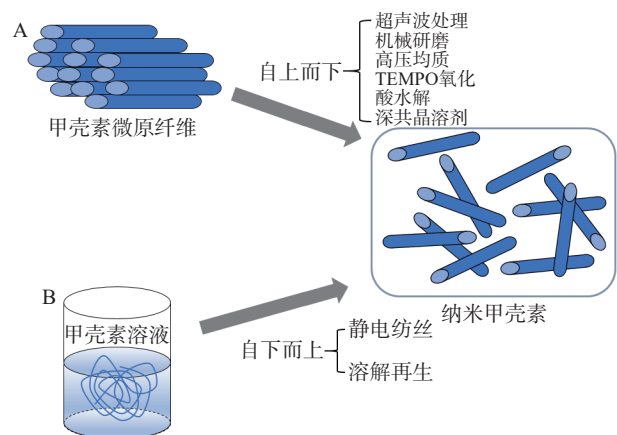 A
甲壳素微原纤维
自上而下
超声波处理
机械研磨
高压均质
TEMPO氧化
酸水解
深共晶溶剂
纳米甲壳素
B
甲壳素溶液
自下而上
静电纺丝
溶解再生